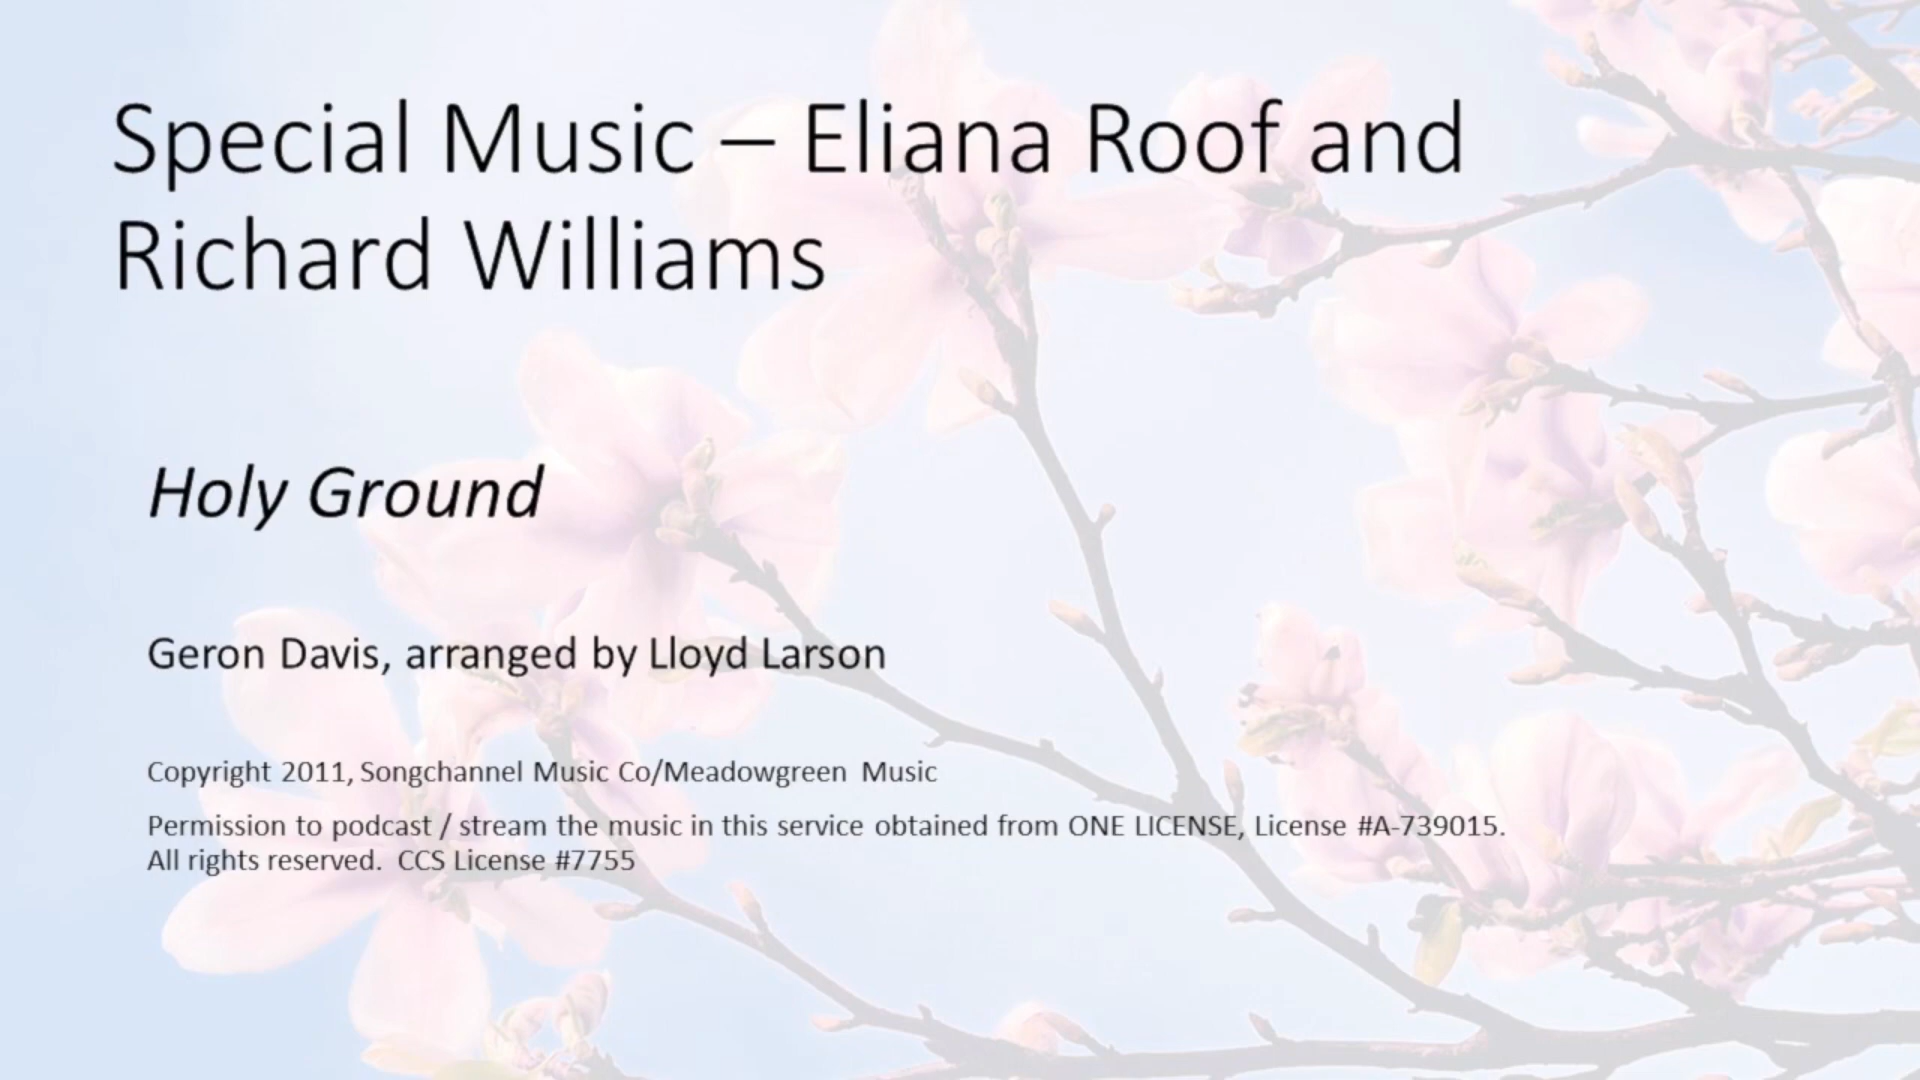 Special Music – Eliana Roof and
Richard Williams
Holy Ground
Geron Davis, arranged by Lloyd Larson
Copyright 2011, Songchannel Music Co/Meadowgreen Music
Permission to podcast / stream the music in this service obtained from ONE LICENSE, License #A-739015.
All rights reserved. CCS License #7755